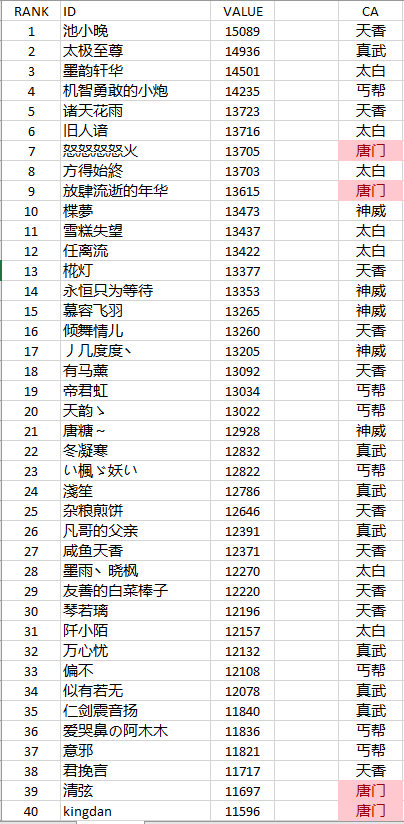 RANK ID VALUE CA
1 池小晚 15089 天香
2 太极至尊 14936 真武
3 墨韵轩华 14501 太白
4 机智勇敢的小炮 14235 丐帮
5 诸天花雨 13723 天香
6 旧人谙 13716 太白
7 怒怒怒怒火 13705 唐门
8 方得始終 13703 太白
9 放肆流逝的年华 13615 唐门
10 楪夢 13473 神威
11 雪糕失望 13437 太白
12 任离流 13422 太白
13 椛灯 13377 天香
14 永恒只为等待 13353 神威
15 慕容飞羽 13265 神威
16 倾舞情儿 13260 天香
17 丿几度度丶 13205 神威
18 有马薰 13092 天香
19 帝君虹 13034 丐帮
20 天韵ゝ 13022 丐帮
21 唐糖～ 12928 神威
22 冬凝寒 12832 真武
23 い楓ゞ妖い 12822 丐帮
24 淺笙 12786 真武
25 杂粮煎饼 12646 天香
26 凡哥的父亲 12391 真武
27 咸鱼天香 12371 天香
28 墨雨丶晓枫 12270 太白
29 友善的白菜棒子 12220 天香
30 琴若璃 12196 天香
31 阡小陌 12157 太白
32 万心忧 12132 真武
33 偏不 12108 丐帮
34 似有若无 12078 真武
35 仁剑震音扬 11840 真武
36 爱哭鼻の阿木木 11836 丐帮
37 意邪 11821 丐帮
38 君挽言 11717 天香
39 清弦 11697 唐门
40 kingdan 11596 唐门